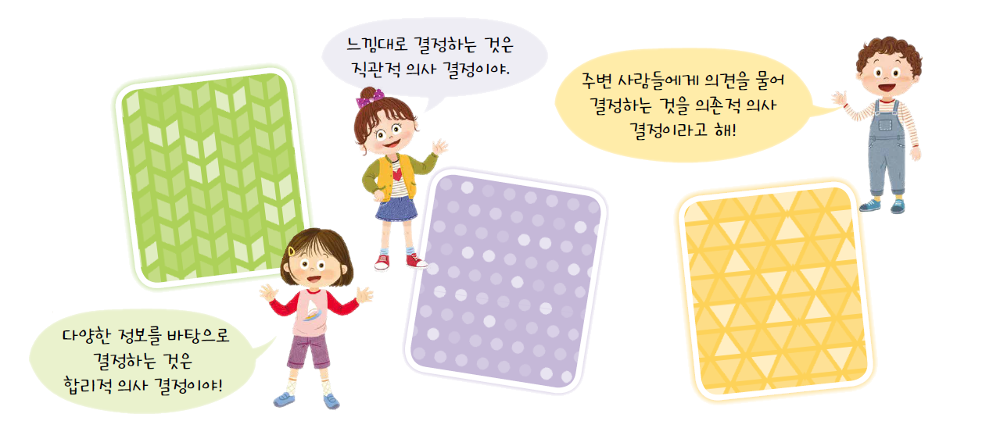 느낌대로 결정하는 것은
직관적 의사 결정이야.
주변 사람들에게 의견을 물어
결정하는 것을 의존적 의사
결정이라고 해!
다양한 정보를 바탕으로
결정하는 것은
합리적 의사 결정이야!